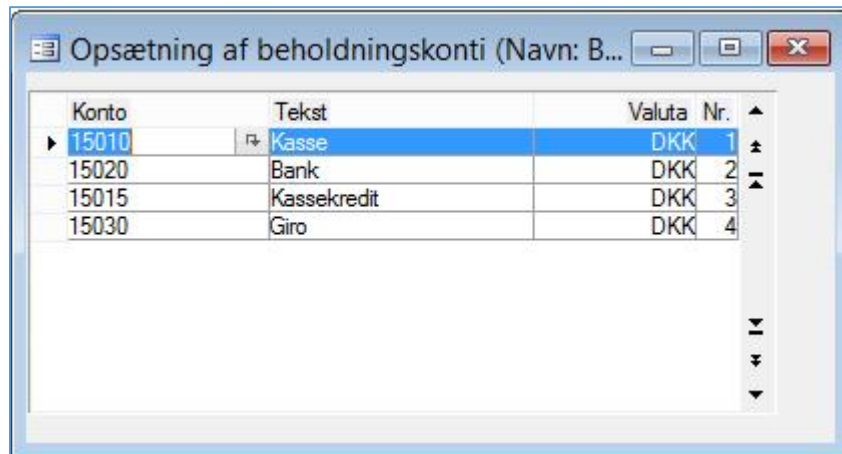 Opsætning af beholdningskonti (Navn: B...
Konto Tekst Valuta Nr.
15010 Kasse DKK 1
15020 Bank DKK 2
15015 Kassekredit DKK 3
15030 Giro DKK 4